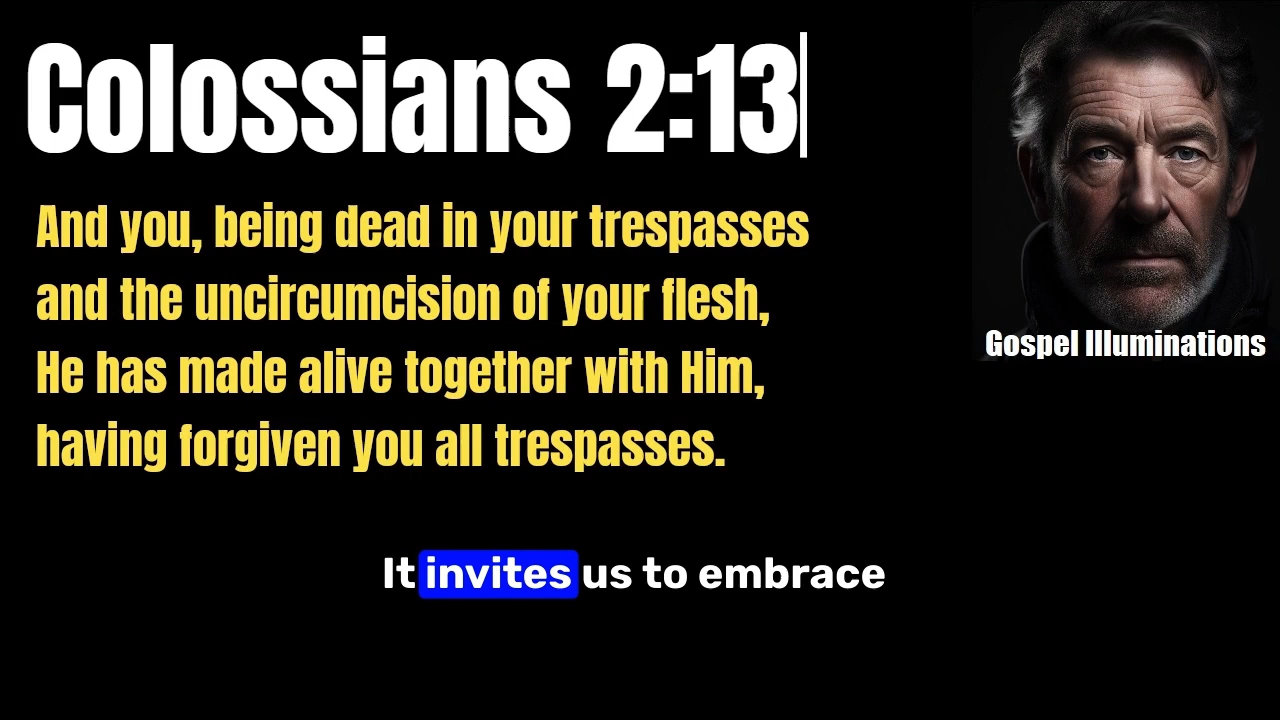 Colossians 2:13
And you, being dead in your trespasses
and the uncircumcision of your flesh,
He has made alive together with Him,
having forgiven you all trespasses.
Gospel Illuminations
It invites us to embrace